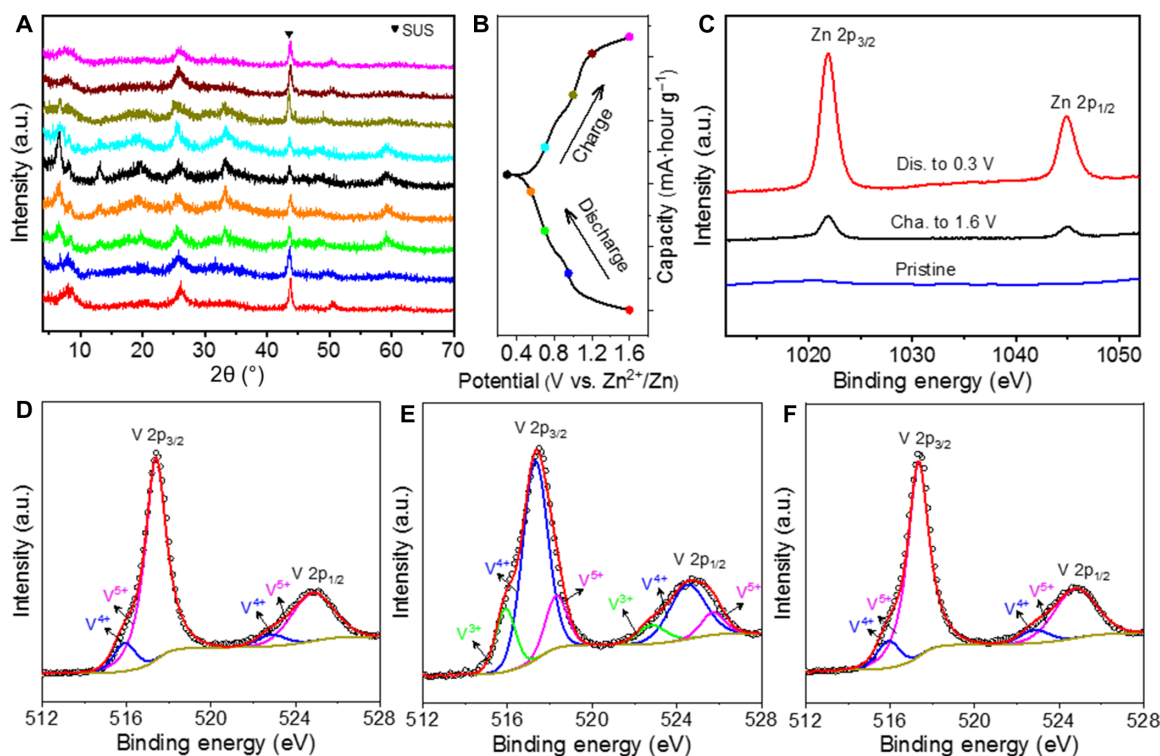 A
▼ SUS
Intensity (a.u.)
10 20 30 40 50 60 70
2θ (°)
B
Charge
Discharge
Capacity (mA·hour g⁻¹)
0.4 0.8 1.2 1.6
Potential (V vs. Zn²⁺/Zn)
C
Zn 2p₃/₂
Zn 2p₁/₂
Dis. to 0.3 V
Cha. to 1.6 V
Pristine
Intensity (a.u.)
1020 1030 1040 1050
Binding energy (eV)
D
V 2p₃/₂
V⁵⁺
V⁴⁺
V 2p₁/₂
V⁵⁺
V⁴⁺
Intensity (a.u.)
512 516 520 524 528
Binding energy (eV)
E
V 2p₃/₂
V⁴⁺
V³⁺
V⁵⁺
V 2p₁/₂
V⁴⁺
V³⁺
V⁵⁺
Intensity (a.u.)
512 516 520 524 528
Binding energy (eV)
F
V 2p₃/₂
V⁵⁺
V⁴⁺
V 2p₁/₂
V⁵⁺
V⁴⁺
Intensity (a.u.)
512 516 520 524 528
Binding energy (eV)